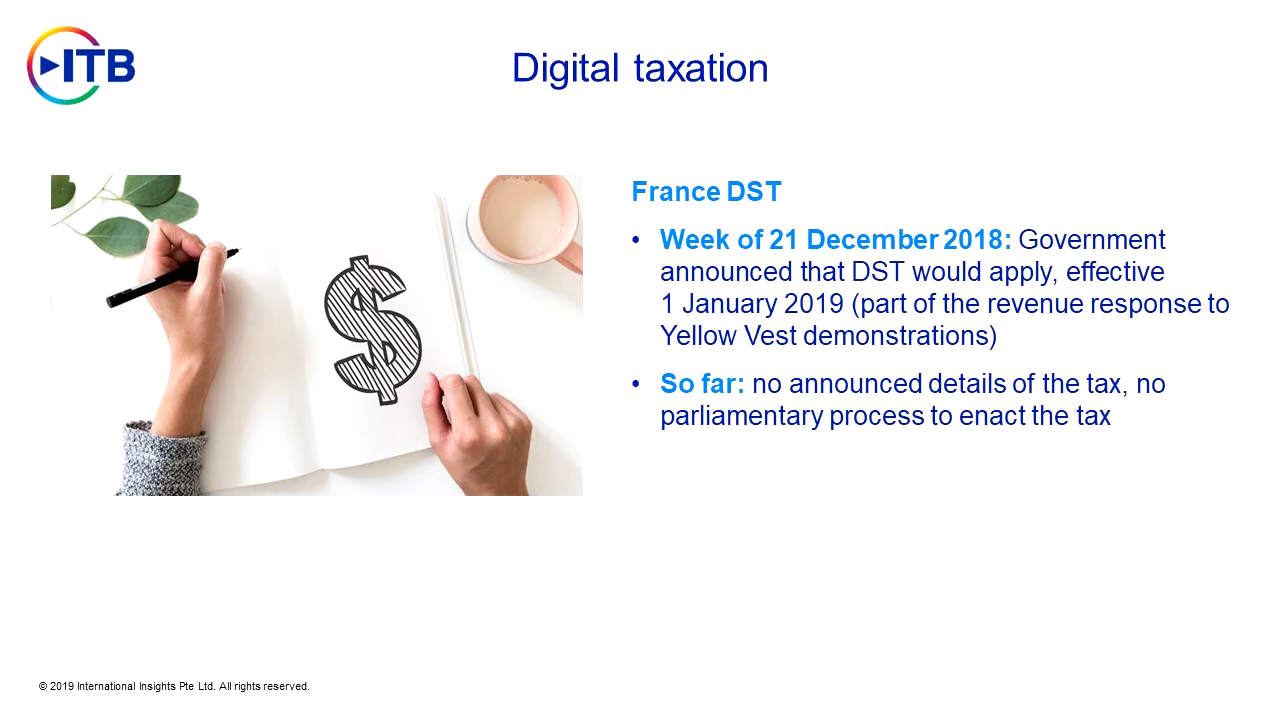 ITB
Digital taxation
France DST
• Week of 21 December 2018: Government
announced that DST would apply, effective
1 January 2019 (part of the revenue response to
Yellow Vest demonstrations)
• So far: no announced details of the tax, no
parliamentary process to enact the tax
$
© 2019 International Insights Pte Ltd. All rights reserved.